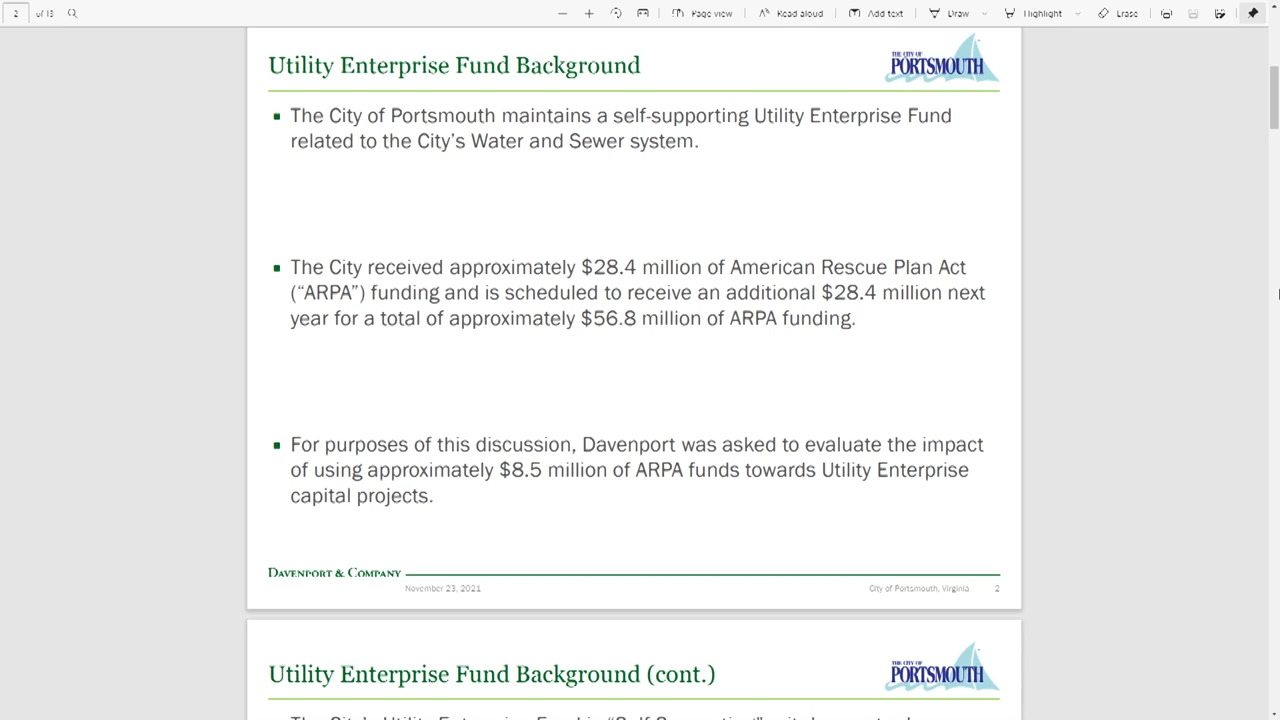 2 of 13 Page view Read aloud Add text Draw Highlight Erase
Utility Enterprise Fund Background
THE CITY OF
PORTSMOUTH
▪ The City of Portsmouth maintains a self-supporting Utility Enterprise Fund
related to the City's Water and Sewer system.
▪ The City received approximately $28.4 million of American Rescue Plan Act
(“ARPA”) funding and is scheduled to receive an additional $28.4 million next
year for a total of approximately $56.8 million of ARPA funding.
▪ For purposes of this discussion, Davenport was asked to evaluate the impact
of using approximately $8.5 million of ARPA funds towards Utility Enterprise
capital projects.
DAVENPORT & COMPANY
November 23, 2021 City of Portsmouth, Virginia 2
Utility Enterprise Fund Background (cont.)
THE CITY OF
PORTSMOUTH